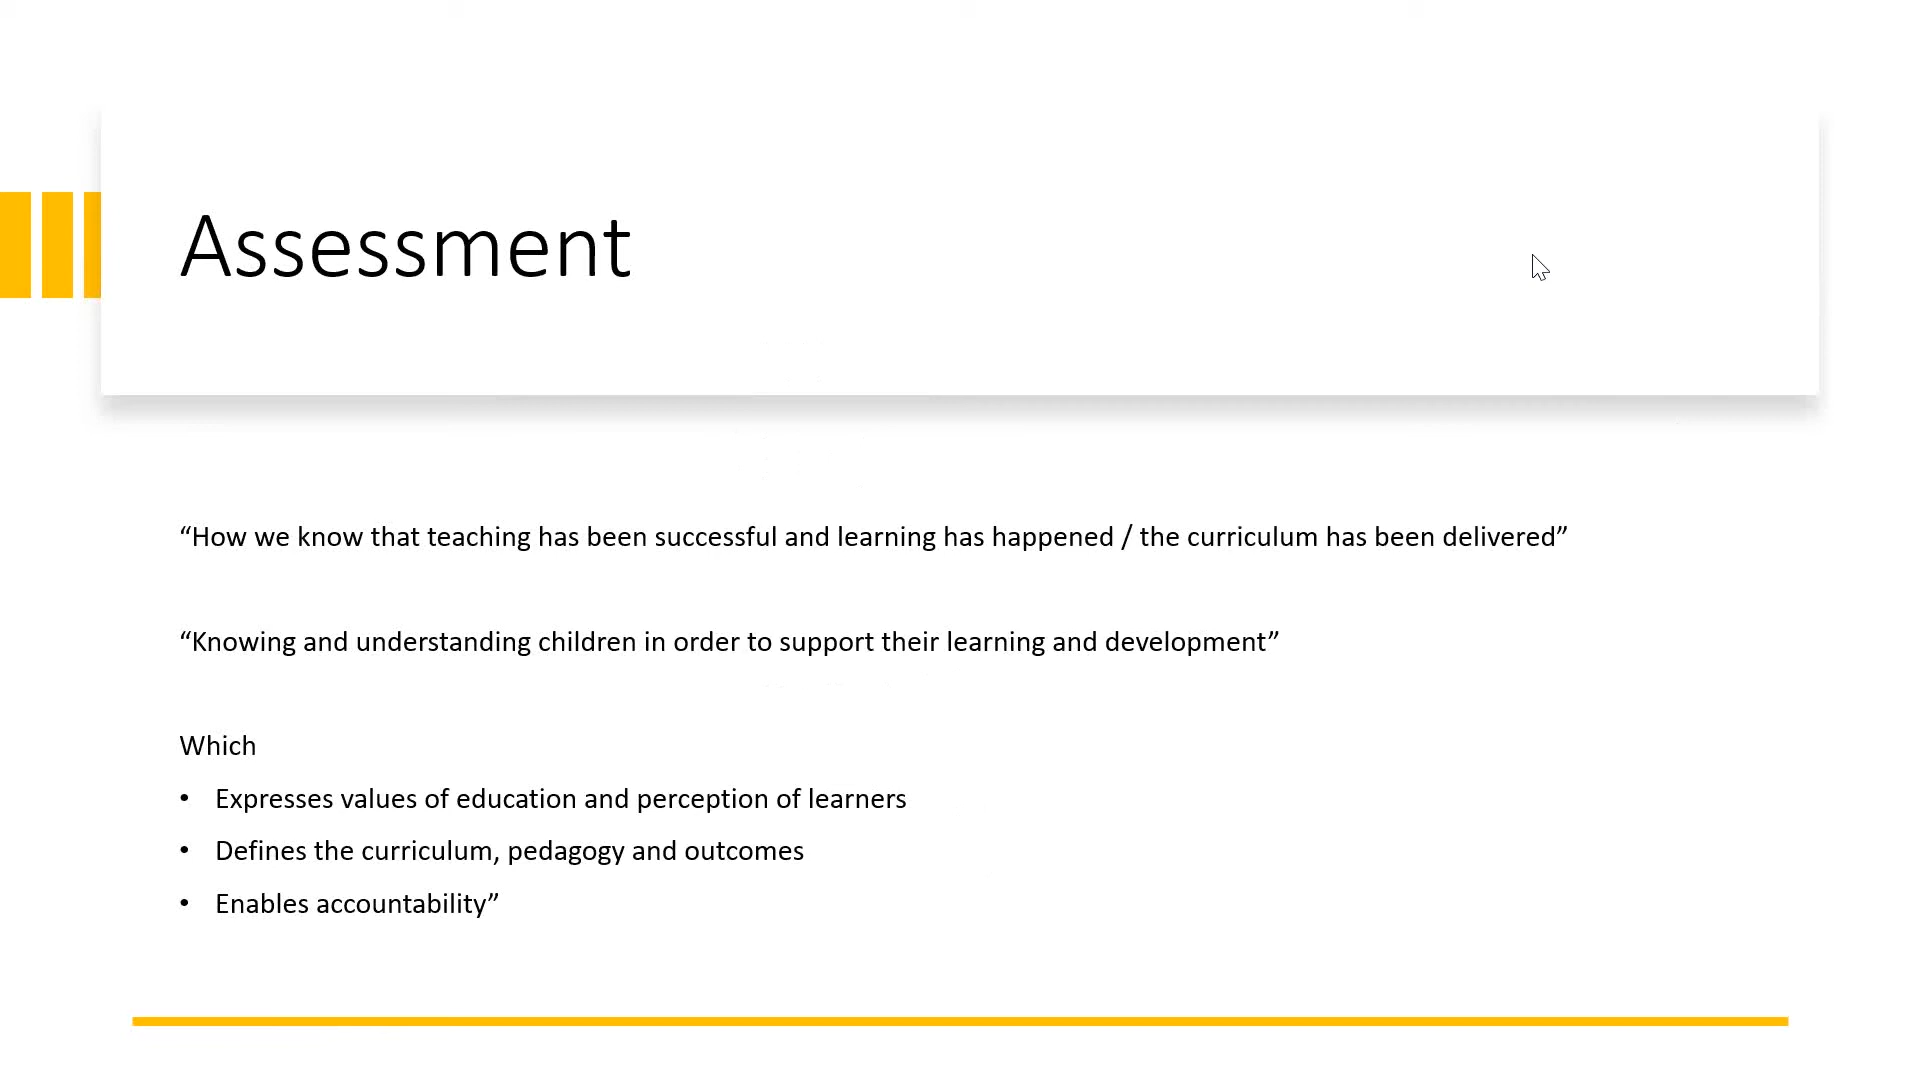 Assessment
“How we know that teaching has been successful and learning has happened / the curriculum has been delivered”
“Knowing and understanding children in order to support their learning and development”
Which
• Expresses values of education and perception of learners
• Defines the curriculum, pedagogy and outcomes
• Enables accountability”